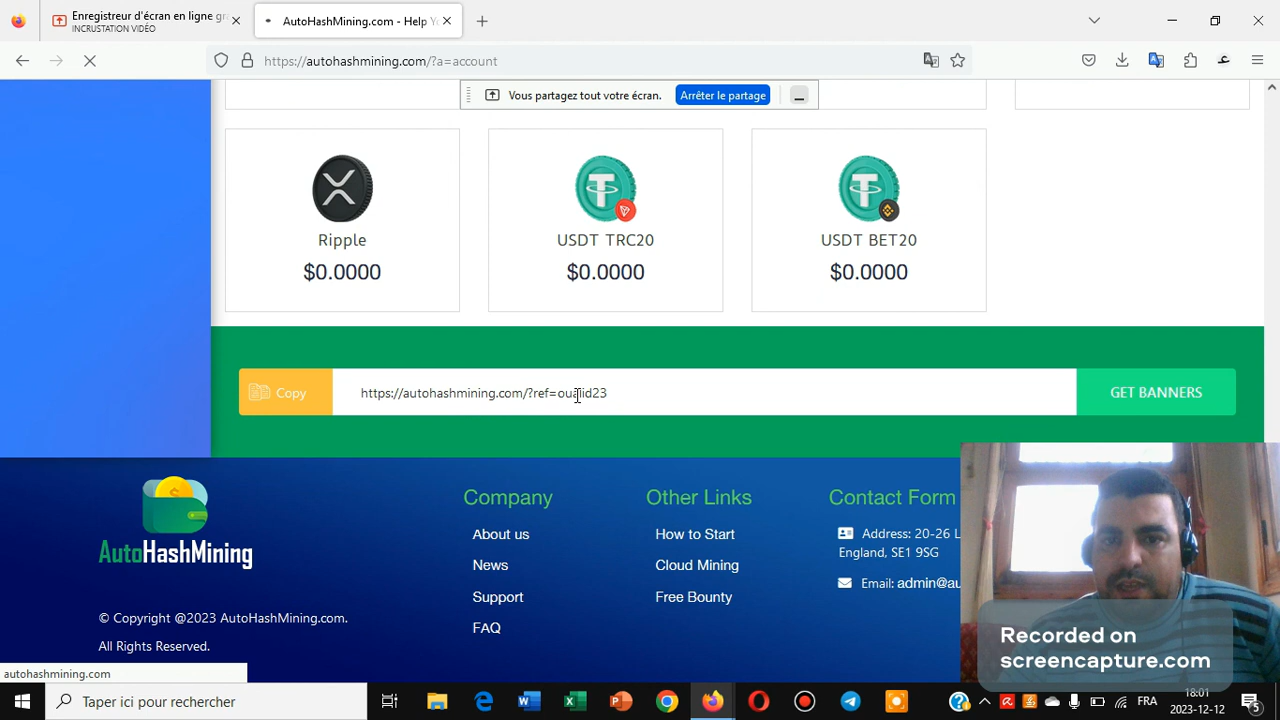 Enregistreur d'écran en ligne gra
INCRUSTATION VIDÉO
AutoHashMining.com - Help Y
https://autohashmining.com/?a=account
Vous partagez tout votre écran.
Arrêter le partage
Ripple
$0.0000
USDT TRC20
$0.0000
USDT BET20
$0.0000
Copy
https://autohashmining.com/?ref=oualid23
GET BANNERS
AutoHashMining
© Copyright @2023 AutoHashMining.com.
All Rights Reserved.
Company
About us
News
Support
FAQ
Other Links
How to Start
Cloud Mining
Free Bounty
Contact Form
Address: 20-26 L
England, SE1 9SG
Email: admin@au
Recorded on
screencapture.com
autohashmining.com
Taper ici pour rechercher
FRA
18:01
2023-12-12
5